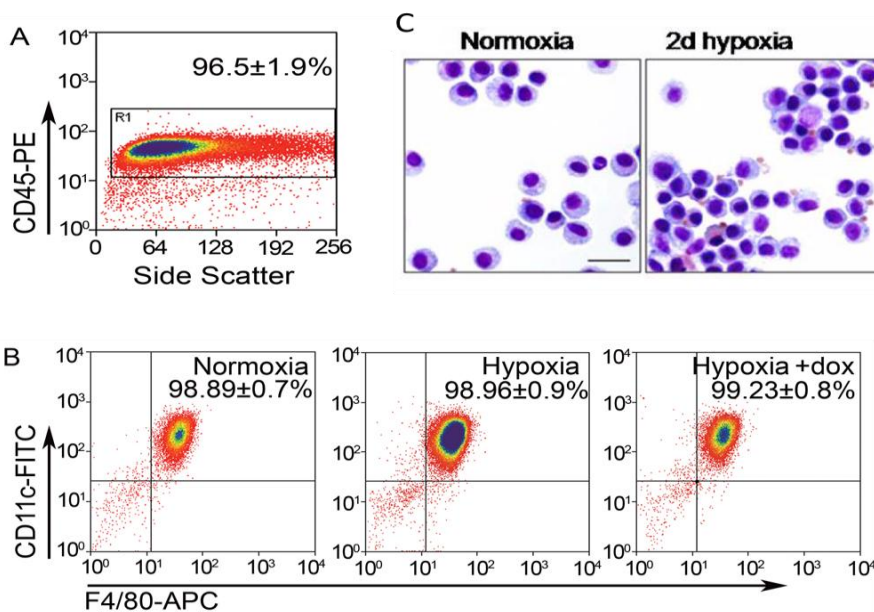 A
96.5±1.9%
R1
CD45-PE
10⁴
10³
10²
10¹
10⁰
0 64 128 192 256
Side Scatter
C
Normoxia
2d hypoxia
B
Normoxia
98.89±0.7%
Hypoxia
98.96±0.9%
Hypoxia +dox
99.23±0.8%
CD11c-FITC
10⁴
10³
10²
10¹
10⁰
10⁰ 10¹ 10² 10³ 10⁴
10⁴
10³
10²
10¹
10⁰
10⁰ 10¹ 10² 10³ 10⁴
10⁴
10³
10²
10¹
10⁰
10⁰ 10¹ 10² 10³ 10⁴
F4/80-APC